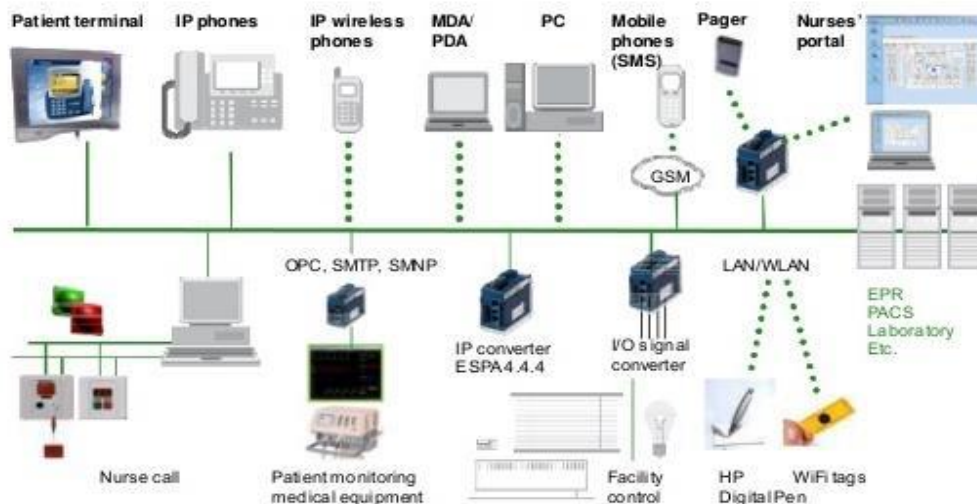 Patient terminal
IP phones
IP wireless
phones
MDA/
PDA
PC
Mobile
phones
(SMS)
Pager
Nurses'
portal
GSM
OPC, SMTP, SMNP
LAN/WLAN
IP converter
ESPA 4.4.4
I/O signal
converter
EPR
PACS
Laboratory
Etc.
Nurse call
Patient monitoring
medical equipment
Facility
control
HP
Digital Pen
WiFi tags